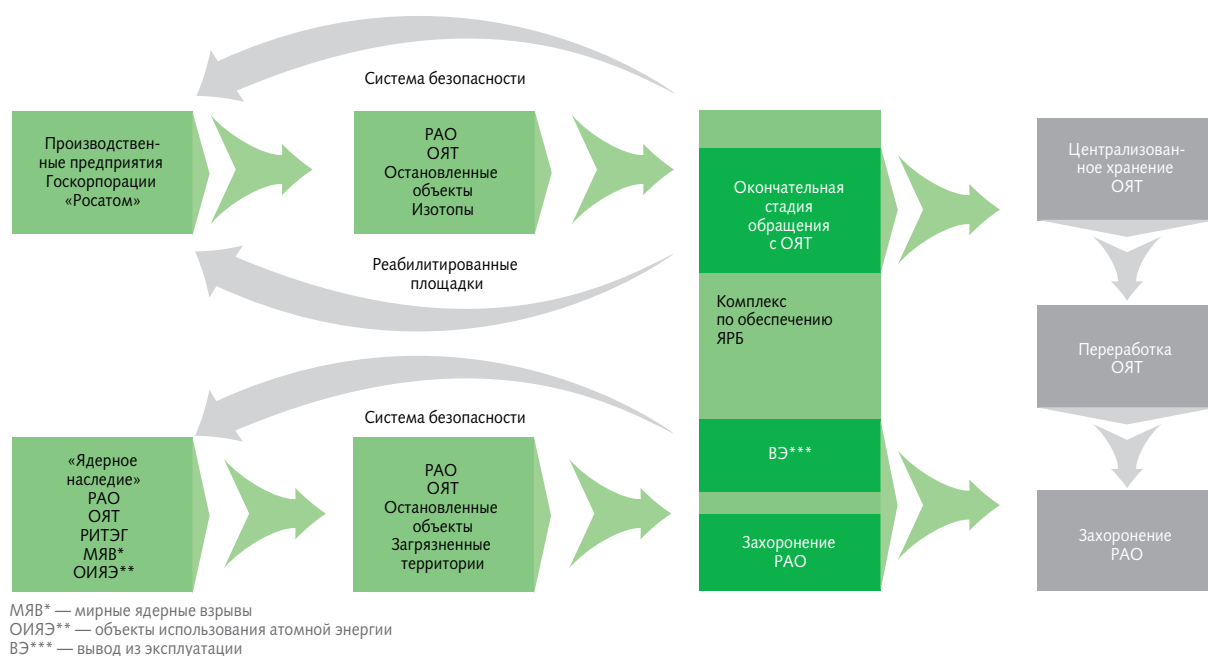 Система безопасности
Производствен-
ные предприятия
Госкорпорации
«Росатом»
РАО
ОЯТ
Остановленные
объекты
Изотопы
Реабилитированные
площадки
Окончательная
стадия
обращения
с ОЯТ
Комплекс
по обеспечению
ЯРБ
Централизован-
ное хранение
ОЯТ
Переработка
ОЯТ
Система безопасности
«Ядерное
наследие»
РАО
ОЯТ
РИТЭГ
МЯВ*
ОИЯЭ**
РАО
ОЯТ
Остановленные
объекты
Загрязненные
территории
ВЭ***
Захоронение
РАО
Захоронение
РАО
МЯВ* — мирные ядерные взрывы
ОИЯЭ** — объекты использования атомной энергии
ВЭ*** — вывод из эксплуатации